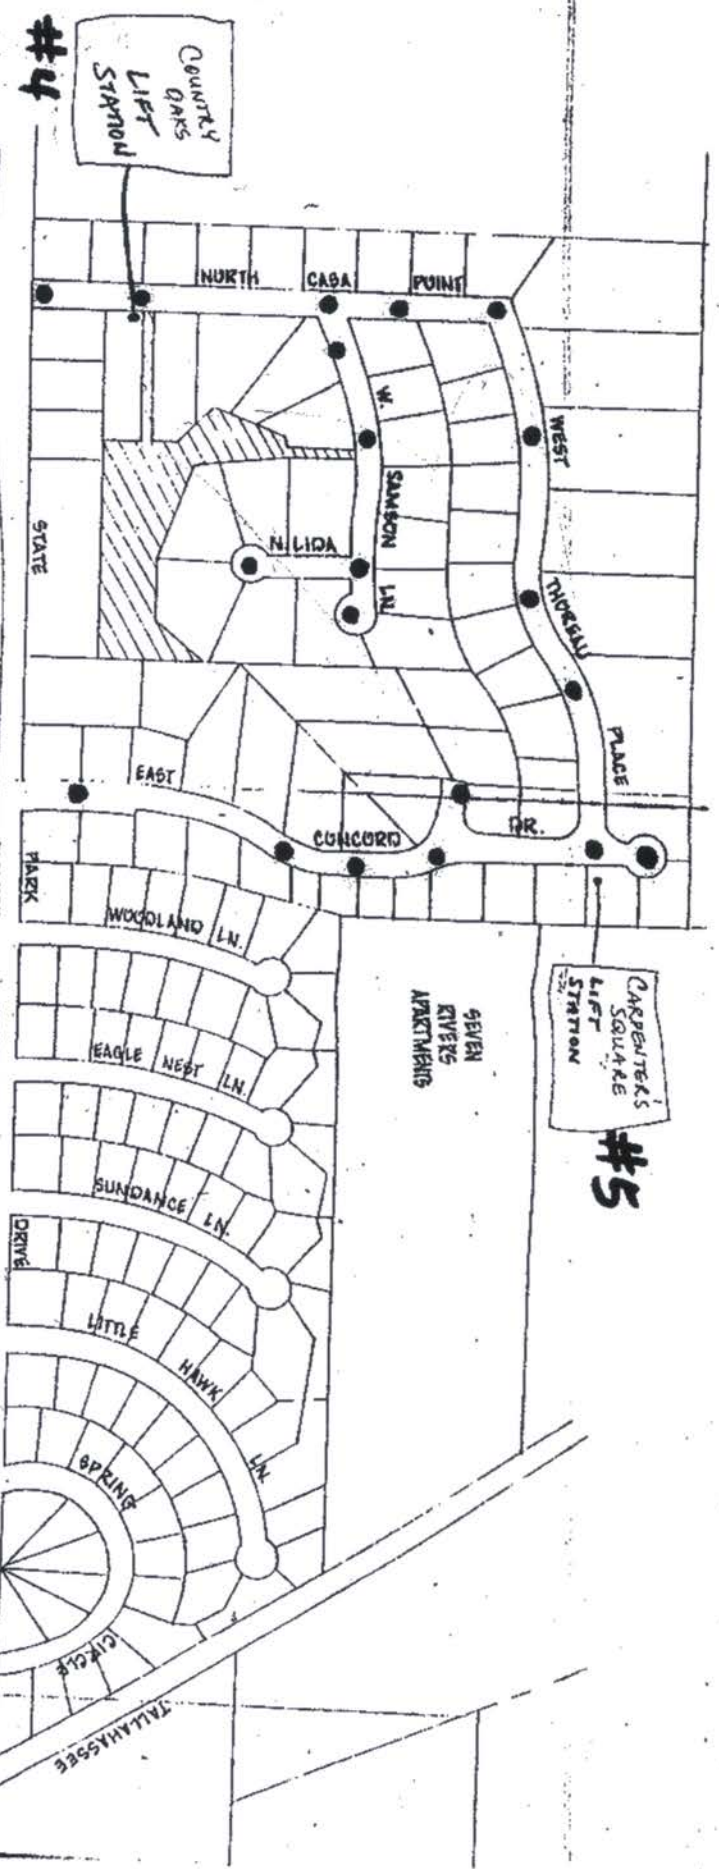 #4
COUNTRY
OAKS
LIFT
STATION
NORTH
CASA
POINT
W.
SAMSON
LN.
WEST
THOREAU
PLACE
N. LIDA
STATE
EAST
CONCORD
DR.
PARK
WOODLAND LN.
SEVEN
RIVERS
APARTMENTS
CARPENTER'S
SQUARE
LIFT
STATION
#5
EAGLE NEST LN.
SUNDANCE LN.
DRIVE
LITTLE
HAWK
LN.
SPRING
CIRCLE
TALLAHASSEE